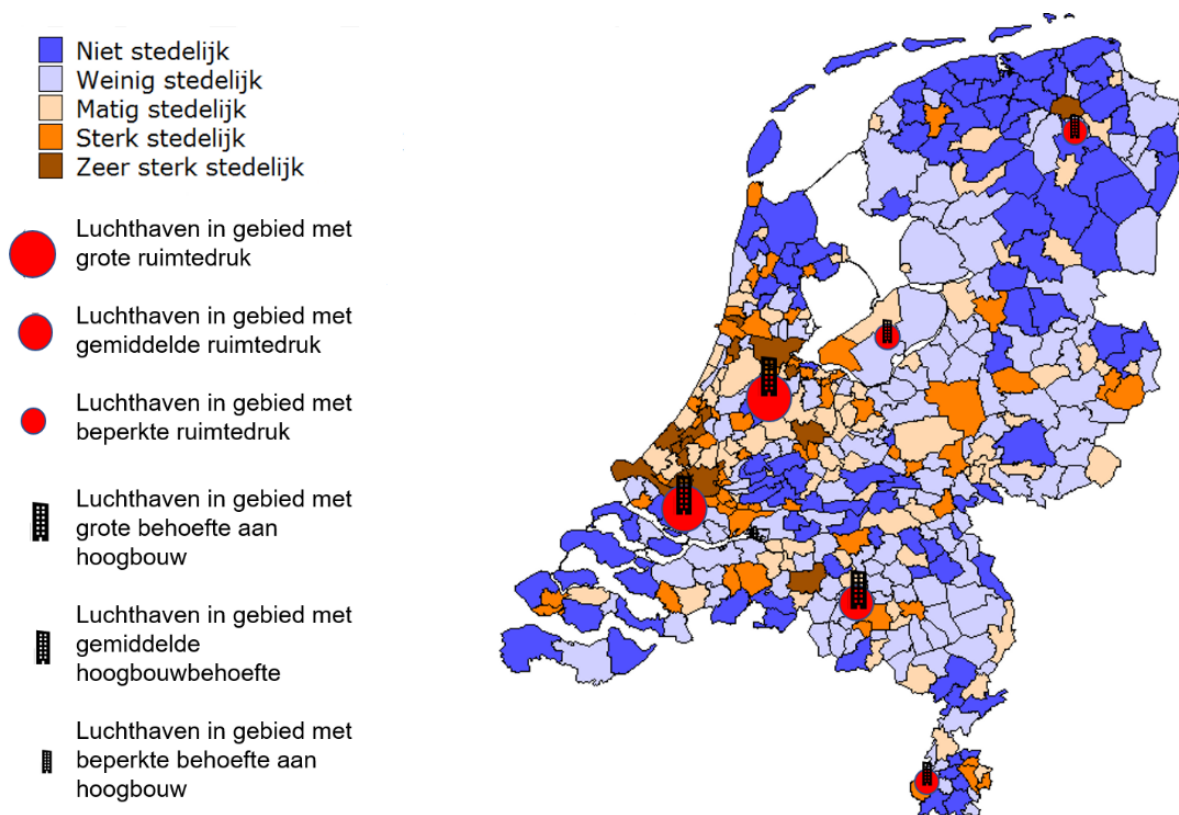 Niet stedelijk
Weinig stedelijk
Matig stedelijk
Sterk stedelijk
Zeer sterk stedelijk
Luchthaven in gebied met
grote ruimtedruk
Luchthaven in gebied met
gemiddelde ruimtedruk
Luchthaven in gebied met
beperkte ruimtedruk
Luchthaven in gebied met
grote behoefte aan
hoogbouw
Luchthaven in gebied met
gemiddelde
hoogbouwbehoefte
Luchthaven in gebied met
beperkte behoefte aan
hoogbouw